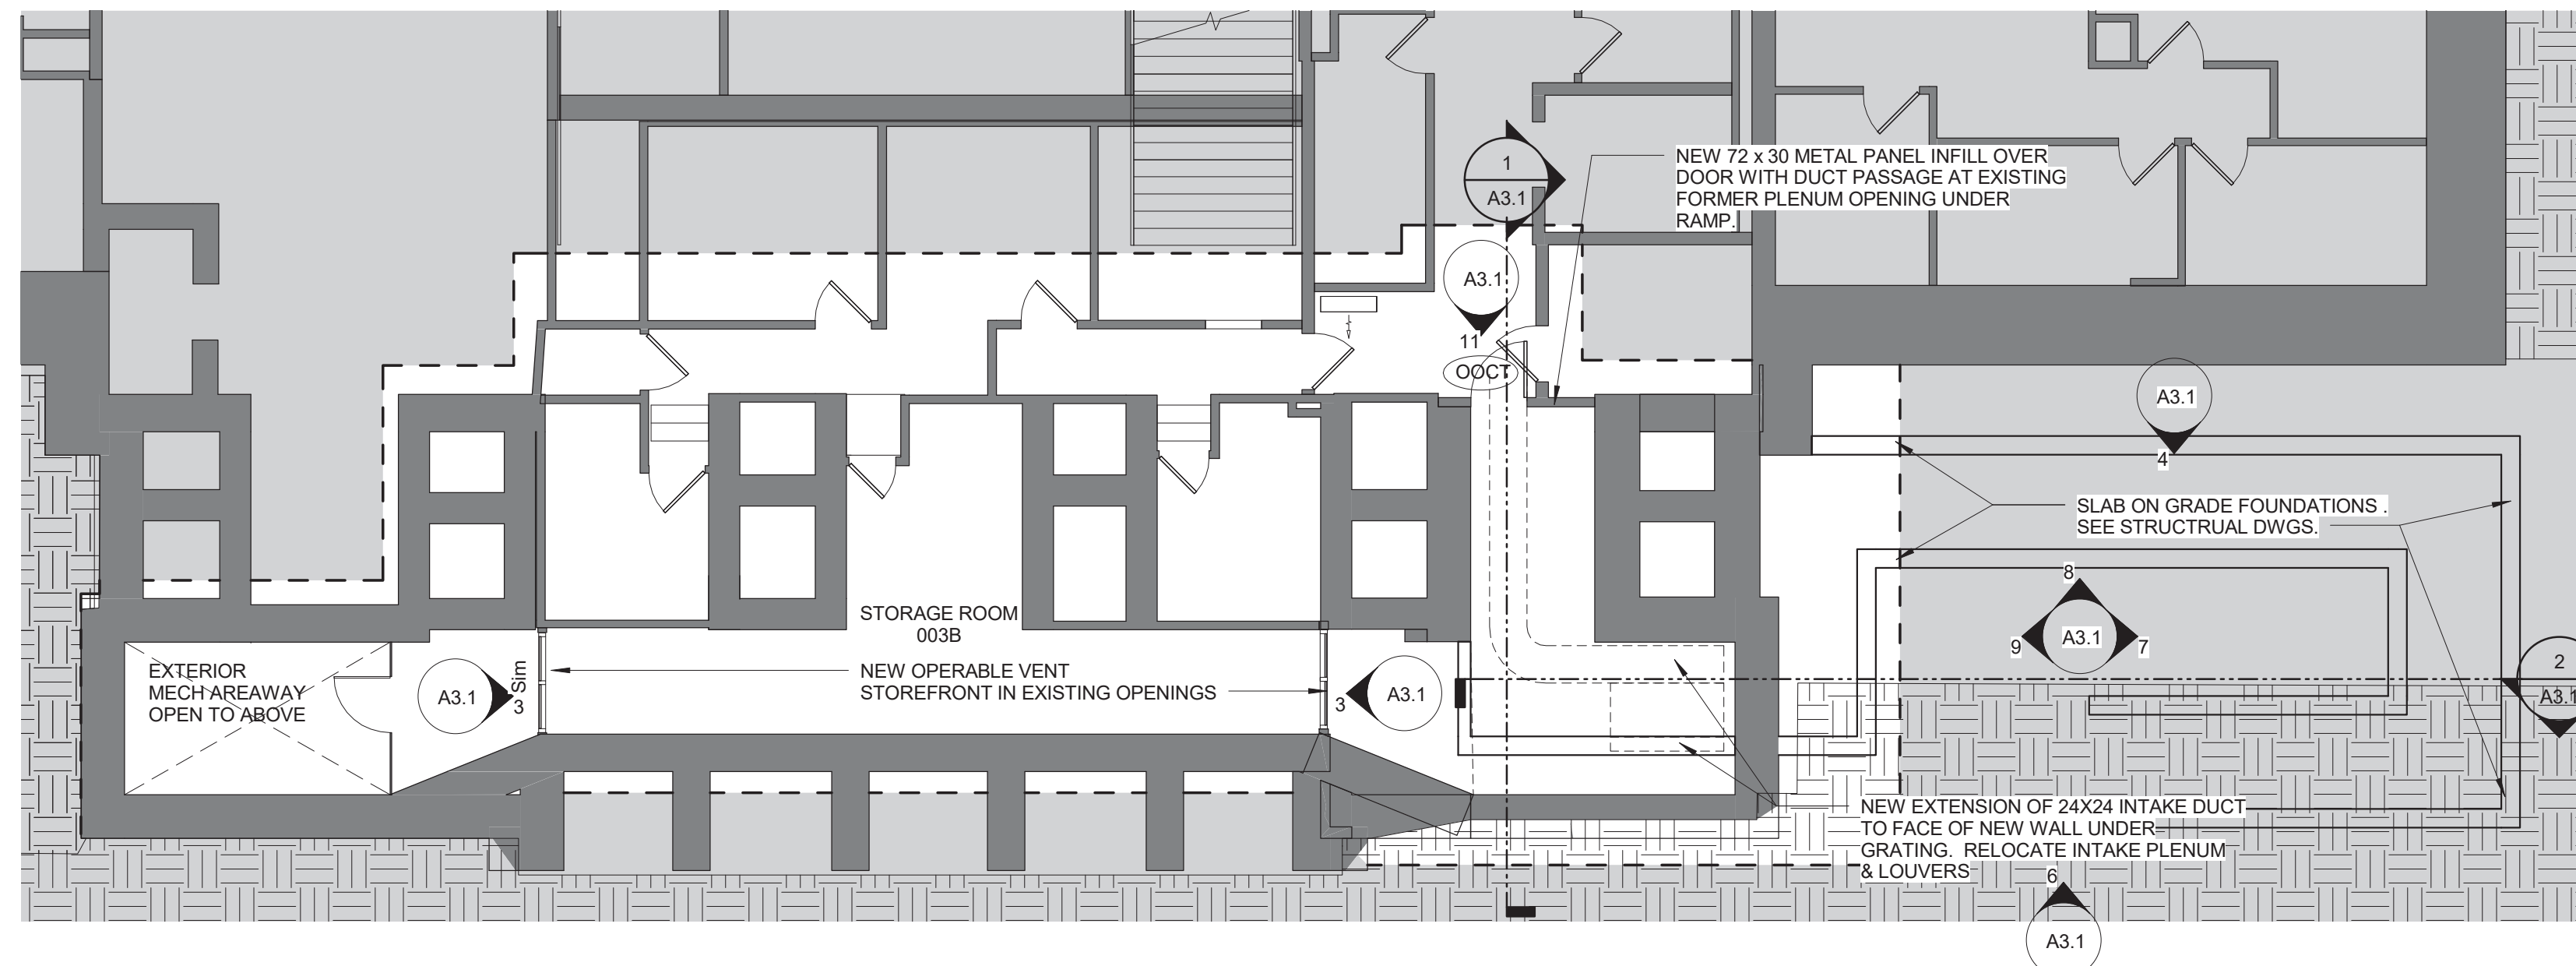 1
A3.1
NEW 72 x 30 METAL PANEL INFILL OVER
DOOR WITH DUCT PASSAGE AT EXISTING
FORMER PLENUM OPENING UNDER
RAMP.
A3.1
11
OOCT
A3.1
4
SLAB ON GRADE FOUNDATIONS .
SEE STRUCTRUAL DWGS.
8
9
A3.1
7
STORAGE ROOM
003B
EXTERIOR
MECH AREAWAY
OPEN TO ABOVE
A3.1
3
Sim
NEW OPERABLE VENT
STOREFRONT IN EXISTING OPENINGS
3
A3.1
2
A3.1
NEW EXTENSION OF 24X24 INTAKE DUCT
TO FACE OF NEW WALL UNDER
GRATING. RELOCATE INTAKE PLENUM
& LOUVERS
6
A3.1